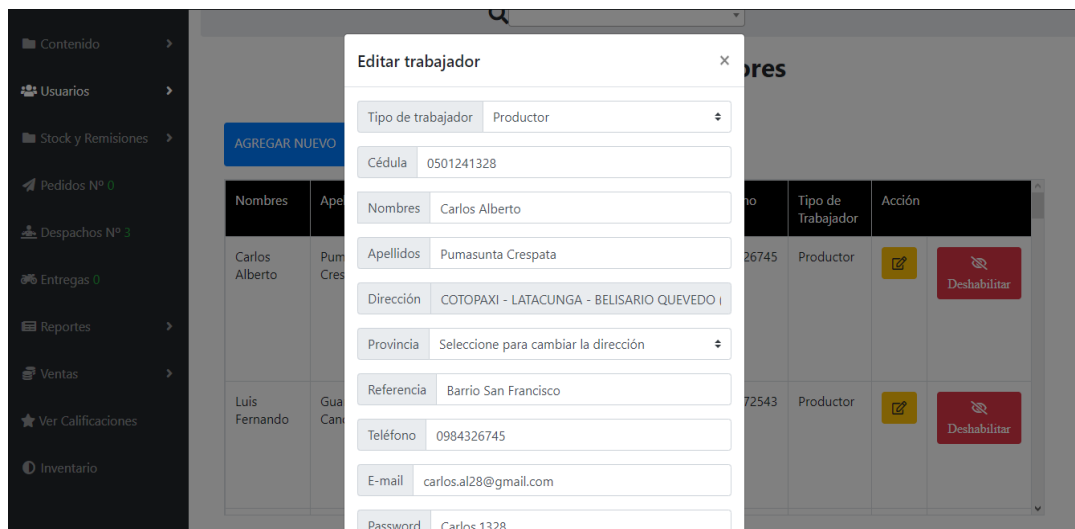 Contenido
Usuarios
Stock y Remisiones
Pedidos Nº 0
Despachos Nº 3
Entregas 0
Reportes
Ventas
Ver Calificaciones
Inventario
ores
AGREGAR NUEVO
Nombres Ape no Tipo de Trabajador Acción
Carlos Alberto Pum Cres 26745 Productor Deshabilitar
Luis Fernando Gua Cand 72543 Productor Deshabilitar
Editar trabajador ×
Tipo de trabajador Productor
Cédula 0501241328
Nombres Carlos Alberto
Apellidos Pumasunta Crespata
Dirección COTOPAXI - LATACUNGA - BELISARIO QUEVEDO (
Provincia Seleccione para cambiar la dirección
Referencia Barrio San Francisco
Teléfono 0984326745
E-mail carlos.al28@gmail.com
Password Carlos.1328